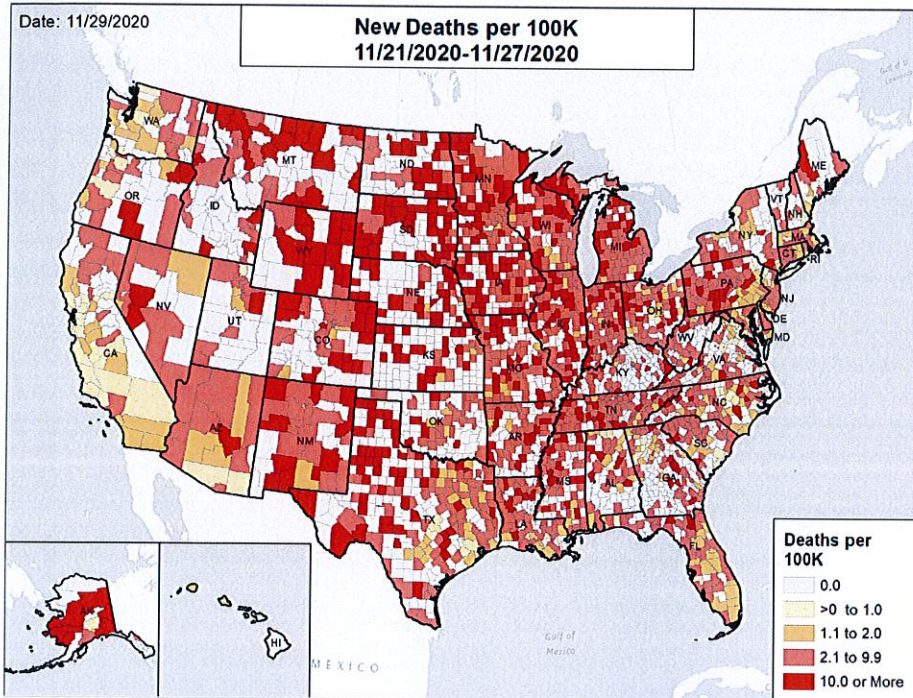 Date: 11/29/2020
New Deaths per 100K
11/21/2020-11/27/2020
WA
MT
ND
MN
ME
OR
ID
SD
WI
MI
VT
NH
NY
MA
CT
RI
WY
NE
IA
PA
NJ
NV
UT
CO
IN
OH
DE
MD
WV
VA
KS
MO
KY
CA
AZ
NM
OK
AR
TN
NC
SC
MS
AL
GA
TX
LA
FL
AK
HI
MEXICO
Gulf of
Mexico
Deaths per
100K
0.0
>0 to 1.0
1.1 to 2.0
2.1 to 9.9
10.0 or More